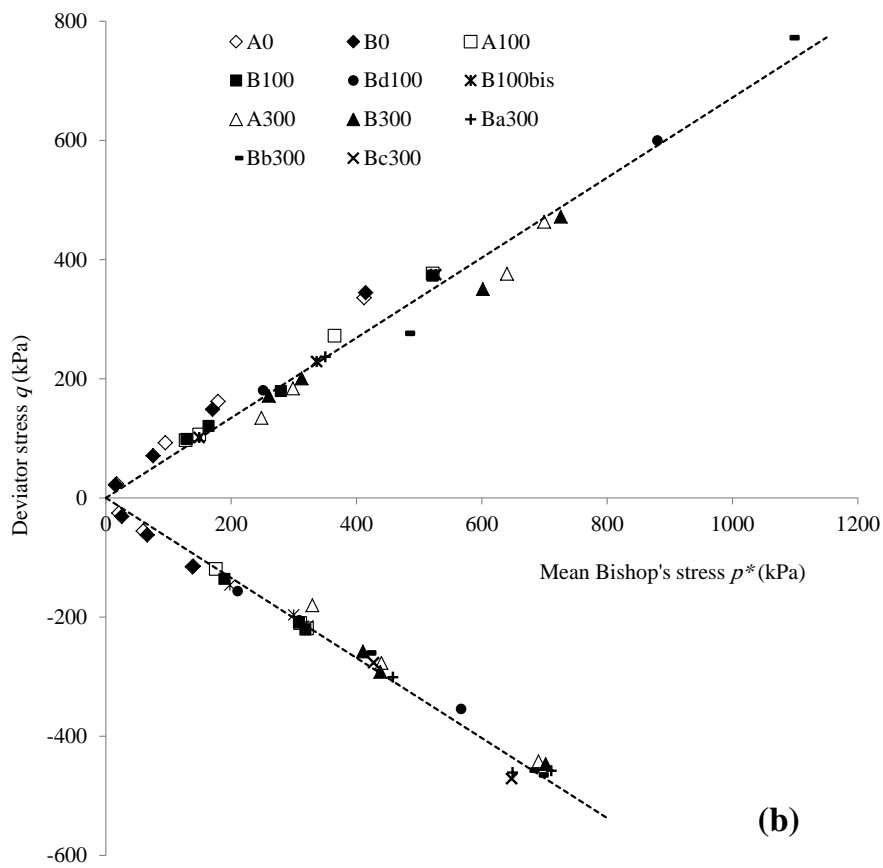 800
A0 B0 A100
B100 Bd100 B100bis
A300 B300 Ba300
Bb300 Bc300
600
400
200
0
0 200 400 600 800 1000 1200
Deviator stress q (kPa)
Mean Bishop's stress p* (kPa)
-200
-400
-600
(b)